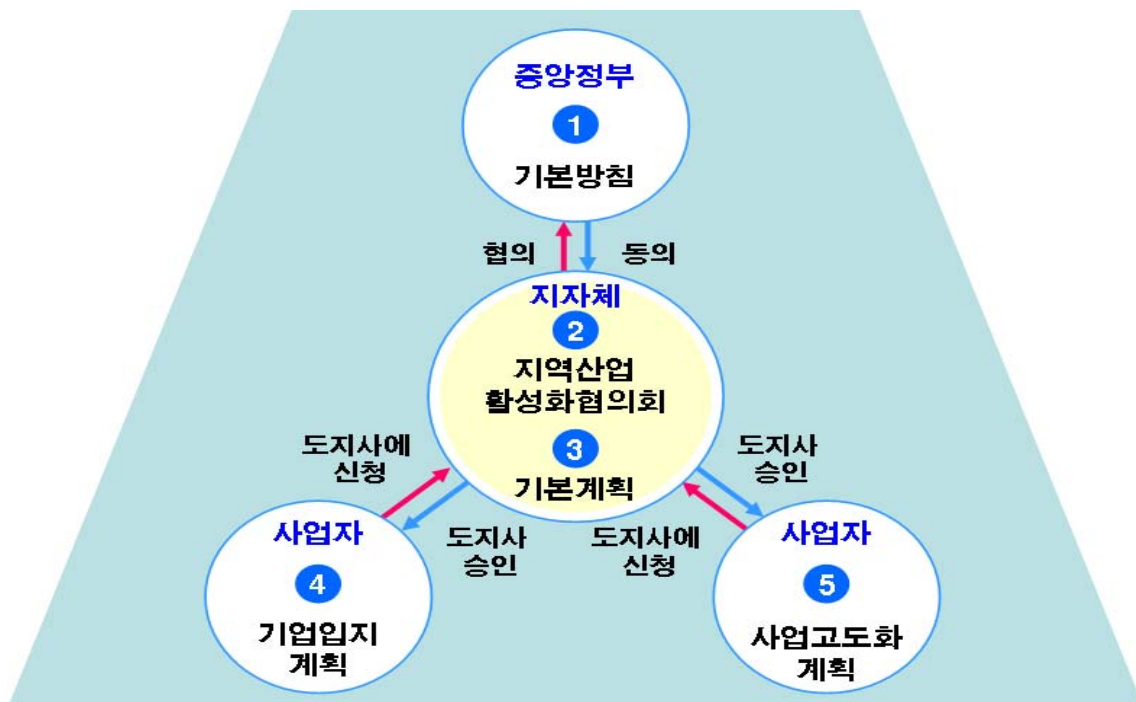 중앙정부
1
기본방침
협의
동의
지자체
2
지역산업
활성화협의회
3
기본계획
도지사에
신청
도지사
승인
도지사
승인
도지사에
신청
사업자
4
기업입지
계획
사업자
5
사업고도화
계획